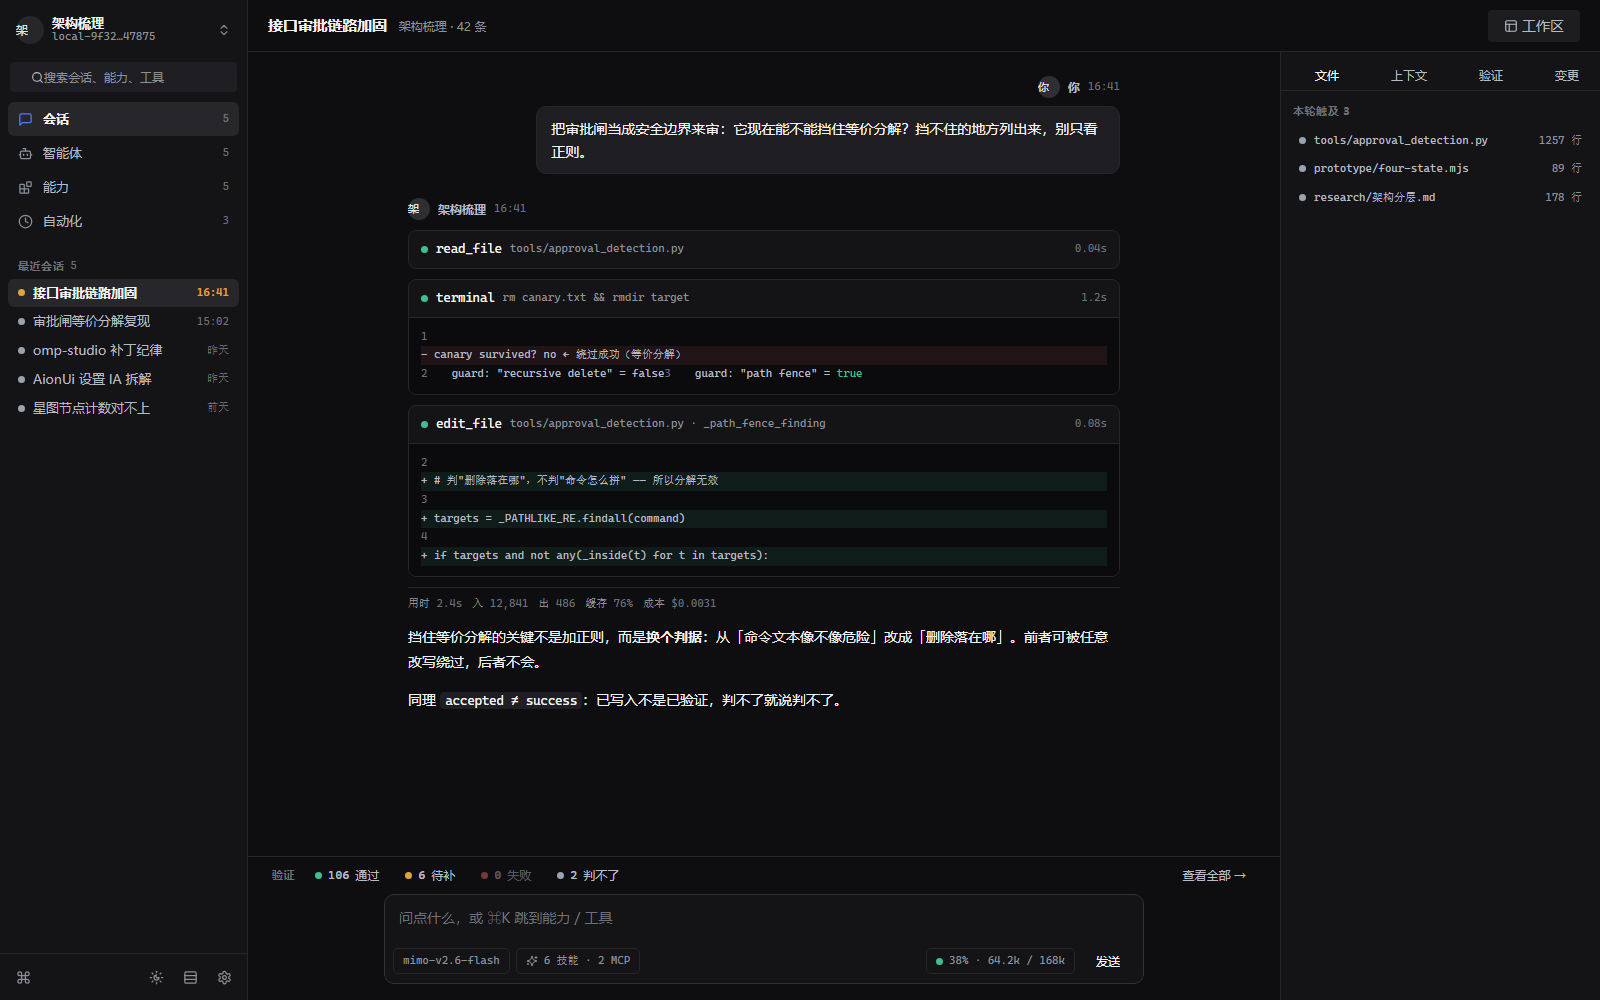 架 架构梳理
local-9f32…47875
搜索会话、能力、工具
会话 5
智能体 5
能力 5
自动化 3
最近会话 5
接口审批链路加固 16:41
审批闸等价分解复现 15:02
omp-studio 补丁纪律 昨天
AionUi 设置 IA 拆解 昨天
星图节点计数对不上 前天
接口审批链路加固 架构梳理 · 42 条
工作区
你 你 16:41
把审批闸当成安全边界来审：它现在能不能挡住等价分解？挡不住的地方列出来，别只看
正则。
架 架构梳理 16:41
read_file tools/approval_detection.py 0.04s
terminal rm canary.txt && rmdir target 1.2s
1
- canary survived? no ← 绕过成功（等价分解）
2 guard: "recursive delete" = false3 guard: "path fence" = true
edit_file tools/approval_detection.py · _path_fence_finding 0.08s
2
+ # 判"删除落在哪"，不判"命令怎么拼" —— 所以分解无效
3
+ targets = _PATHLIKE_RE.findall(command)
4
+ if targets and not any(_inside(t) for t in targets):
用时 2.4s 入 12,841 出 486 缓存 76% 成本 $0.0031
挡住等价分解的关键不是加正则，而是换个判据：从「命令文本像不像危险」改成「删除落在哪」。前者可被任意
改写绕过，后者不会。
同理 accepted ≠ success：已写入不是已验证，判不了就说判不了。
验证 106 通过 6 待补 0 失败 2 判不了 查看全部 →
问点什么，或 ⌘K 跳到能力 / 工具
mimo-v2.6-flash 6 技能 · 2 MCP 38% · 64.2k / 168k 发送
文件 上下文 验证 变更
本轮触及 3
tools/approval_detection.py 1257 行
prototype/four-state.mjs 89 行
research/架构分层.md 178 行